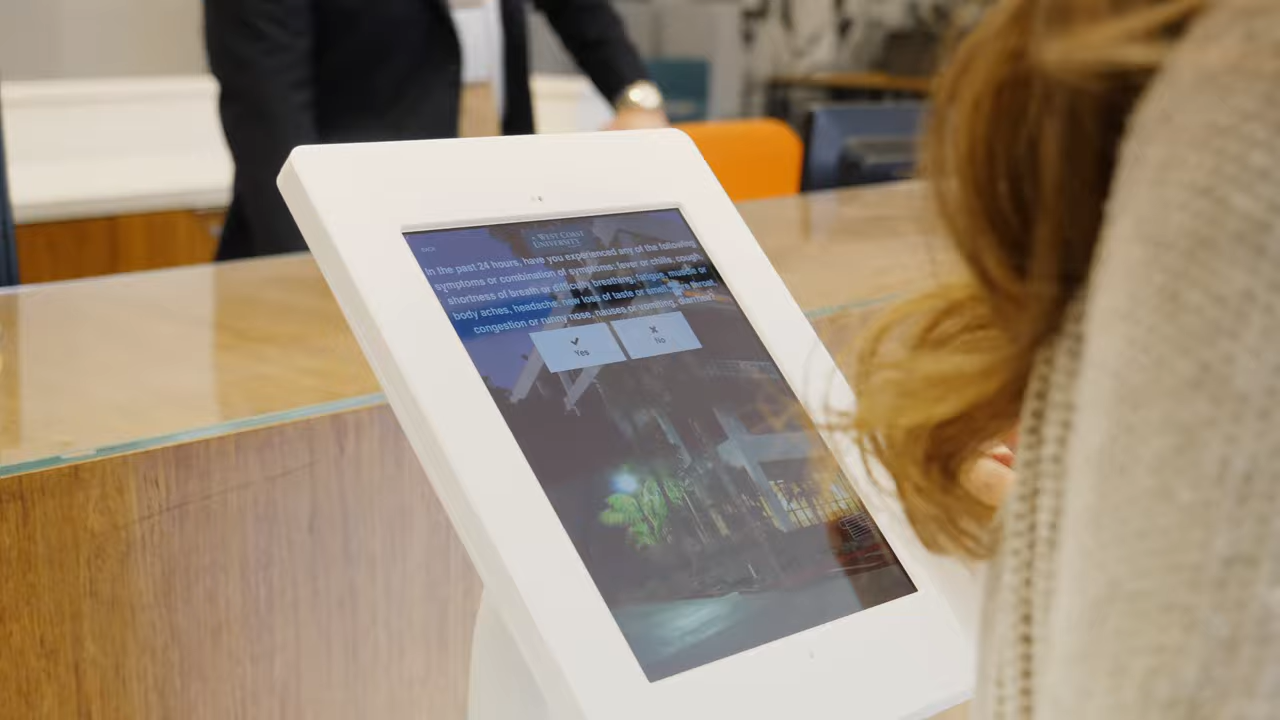 BACK
WEST COAST
UNIVERSITY
In the past 24 hours, have you experienced any of the following
symptoms or combination of symptoms: fever or chills, cough,
shortness of breath or difficult breathing, fatigue, muscle or
body aches, headache, new loss of taste or smell, sore throat,
congestion or runny nose, nausea or vomiting, diarrhea?
Yes
No